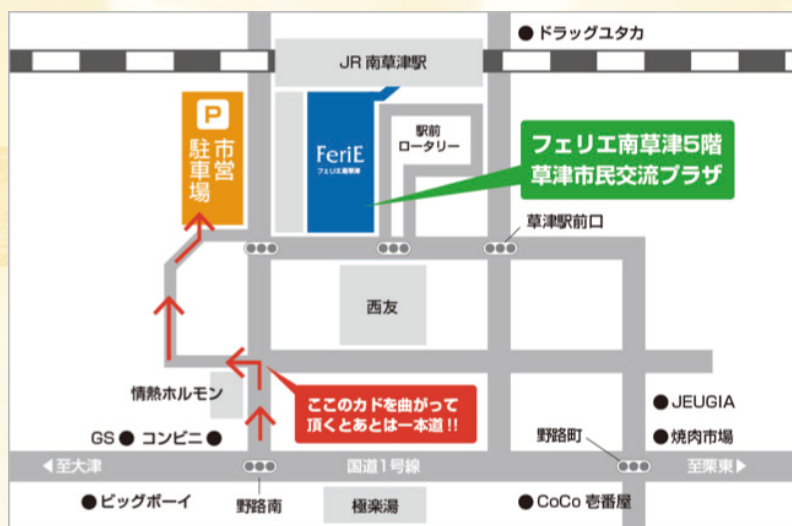 ドラッグユタカ
JR 南草津駅
P
市営
駐車場
FeriE
フェリエ南草津
駅前
ロータリー
フェリエ南草津5階
草津市民交流プラザ
草津駅前口
西友
情熱ホルモン
ここのカドを曲がって
頂くとあとは一本道!!
JEUGIA
GS
コンビニ
野路町
焼肉市場
至大津
国道1号線
至栗東
ビッグボーイ
野路南
極楽湯
CoCo 壱番屋